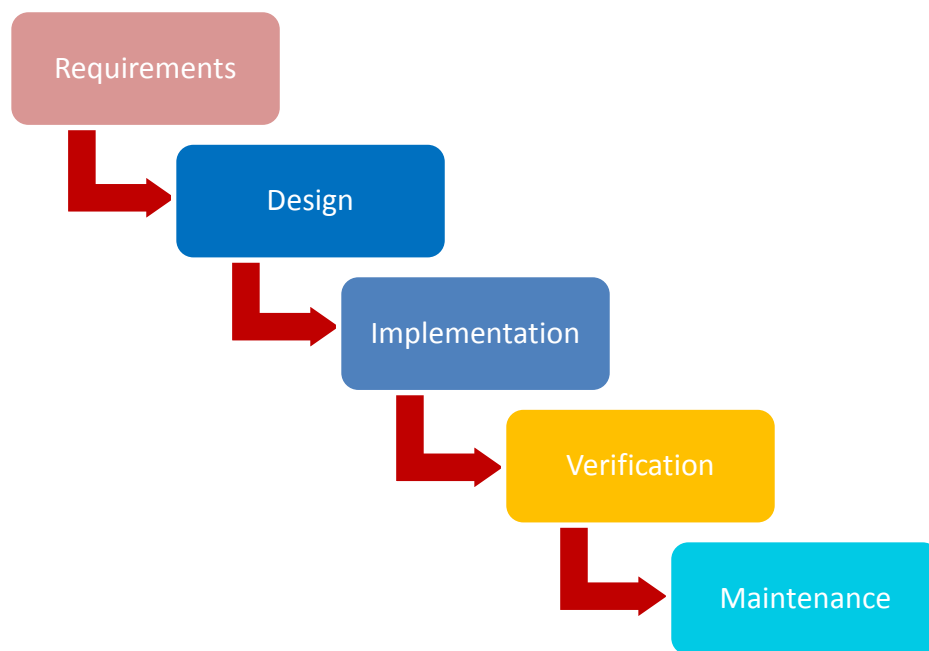 Requirements
Design
Implementation
Verification
Maintenance